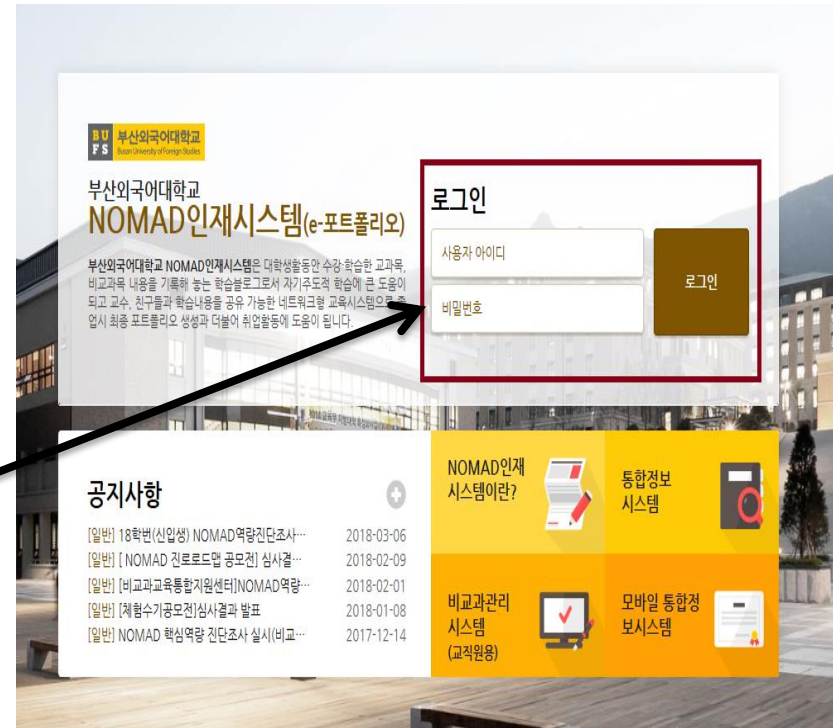 BU
FS
부산외국어대학교
Busan University of Foreign Studies
부산외국어대학교
NOMAD인재시스템(e-포트폴리오)
부산외국어대학교 NOMAD인재시스템은 대학생활동안 수강·학습한 교과목,
비교과목 내용을 기록해 놓는 학습블로그로서 자기주도적 학습에 큰 도움이
되고 교수, 친구들과 학습내용을 공유 가능한 네트워크형 교육시스템으로 졸
업시 최종 포트폴리오 생성과 더불어 취업활동에 도움이 됩니다.
로그인
사용자 아이디
비밀번호
로그인
공지사항
[일반] 18학번(신입생) NOMAD역량진단조사… 2018-03-06
[일반] [ NOMAD 진로로드맵 공모전] 심사결… 2018-02-09
[일반] [비교과교육통합지원센터]NOMAD역량… 2018-02-01
[일반] [체험수기공모전]심사결과 발표 2018-01-08
[일반] NOMAD 핵심역량 진단조사 실시(비교… 2017-12-14
NOMAD인재
시스템이란?
통합정보
시스템
비교과관리
시스템
(교직원용)
모바일 통합정
보시스템